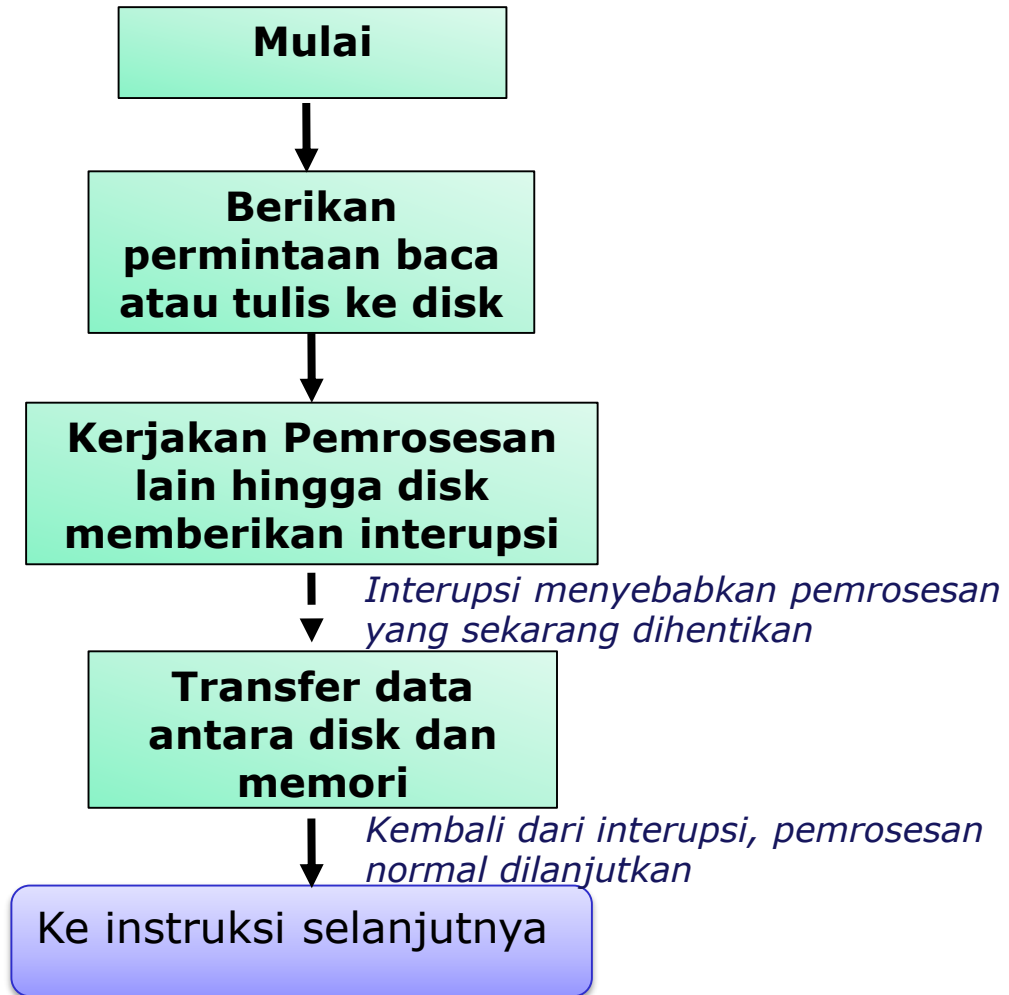 Mulai
Berikan
permintaan baca
atau tulis ke disk
Kerjakan Pemrosesan
lain hingga disk
memberikan interupsi
Interupsi menyebabkan pemrosesan
yang sekarang dihentikan
Transfer data
antara disk dan
memori
Kembali dari interupsi, pemrosesan
normal dilanjutkan
Ke instruksi selanjutnya